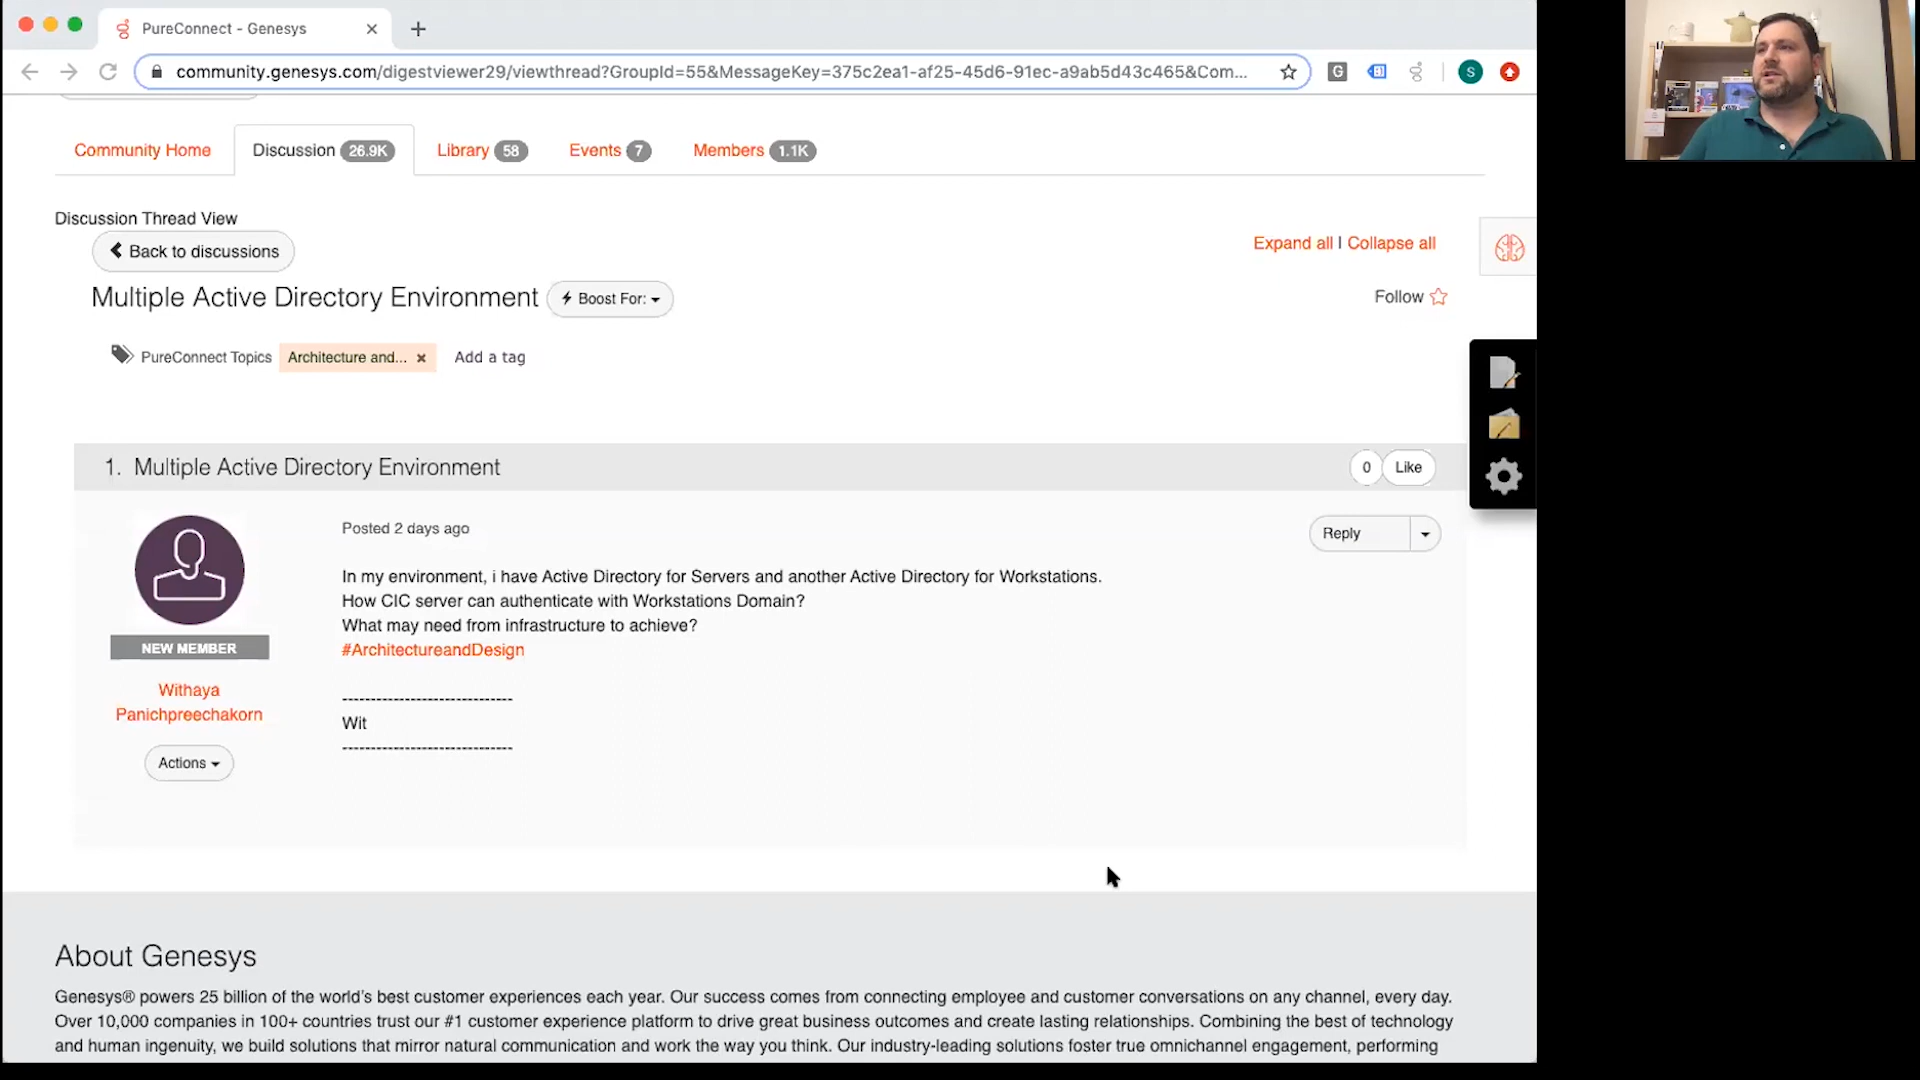 PureConnect - Genesys
community.genesys.com/digestviewer29/viewthread?GroupId=55&MessageKey=375c2ea1-af25-45d6-91ec-a9ab5d43c465&Com...
G
S
Community Home Discussion 26.9K Library 58 Events 7 Members 1.1K
Discussion Thread View
Back to discussions
Expand all | Collapse all
Multiple Active Directory Environment Boost For:
Follow
PureConnect Topics Architecture and... × Add a tag
1. Multiple Active Directory Environment
0 Like
Posted 2 days ago
Reply
In my environment, i have Active Directory for Servers and another Active Directory for Workstations.
How CIC server can authenticate with Workstations Domain?
What may need from infrastructure to achieve?
#ArchitectureandDesign
NEW MEMBER
Withaya
Panichpreechakorn
------------------------------
Wit
------------------------------
Actions
About Genesys
Genesys® powers 25 billion of the world's best customer experiences each year. Our success comes from connecting employee and customer conversations on any channel, every day.
Over 10,000 companies in 100+ countries trust our #1 customer experience platform to drive great business outcomes and create lasting relationships. Combining the best of technology
and human ingenuity, we build solutions that mirror natural communication and work the way you think. Our industry-leading solutions foster true omnichannel engagement, performing